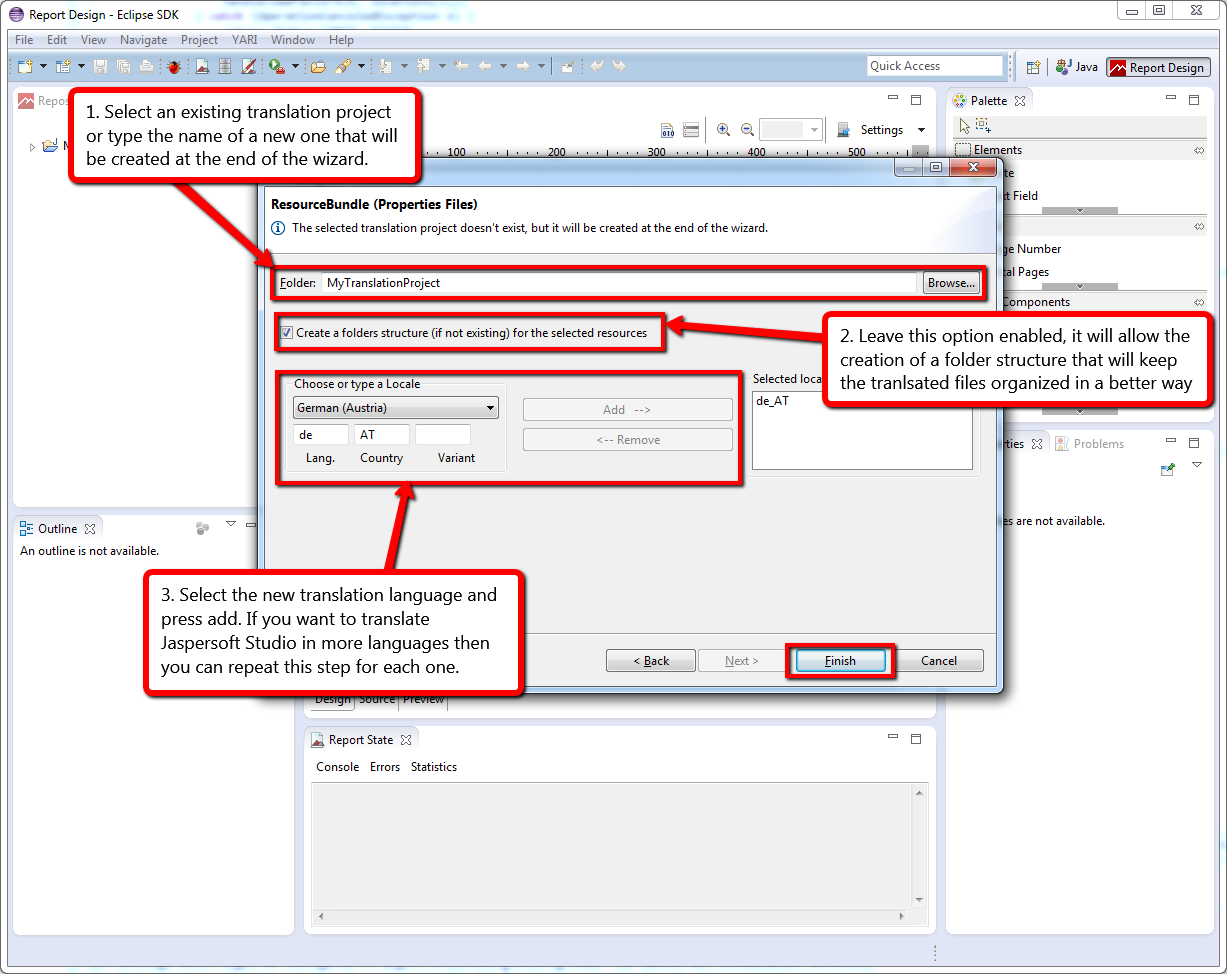 Report Design - Eclipse SDK
File Edit View Navigate Project YARI Window Help
Quick Access
Java
Report Design
1. Select an existing translation project
or type the name of a new one that will
be created at the end of the wizard.
Settings
100 200 300 400 500
Palette
Elements
Field
Number
Pages
Components
ResourceBundle (Properties Files)
The selected translation project doesn't exist, but it will be created at the end of the wizard.
Folder: MyTranslationProject Browse...
Create a folders structure (if not existing) for the selected resources
2. Leave this option enabled, it will allow the
creation of a folder structure that will keep
the tranlsated files organized in a better way
Choose or type a Locale
German (Austria)
de AT
Lang. Country Variant
Add -->
<-- Remove
Selected
de_AT
Problems
are not available.
Outline
An outline is not available.
3. Select the new translation language and
press add. If you want to translate
Jaspersoft Studio in more languages then
you can repeat this step for each one.
< Back Next > Finish Cancel
Design Source Preview
Report State
Console Errors Statistics